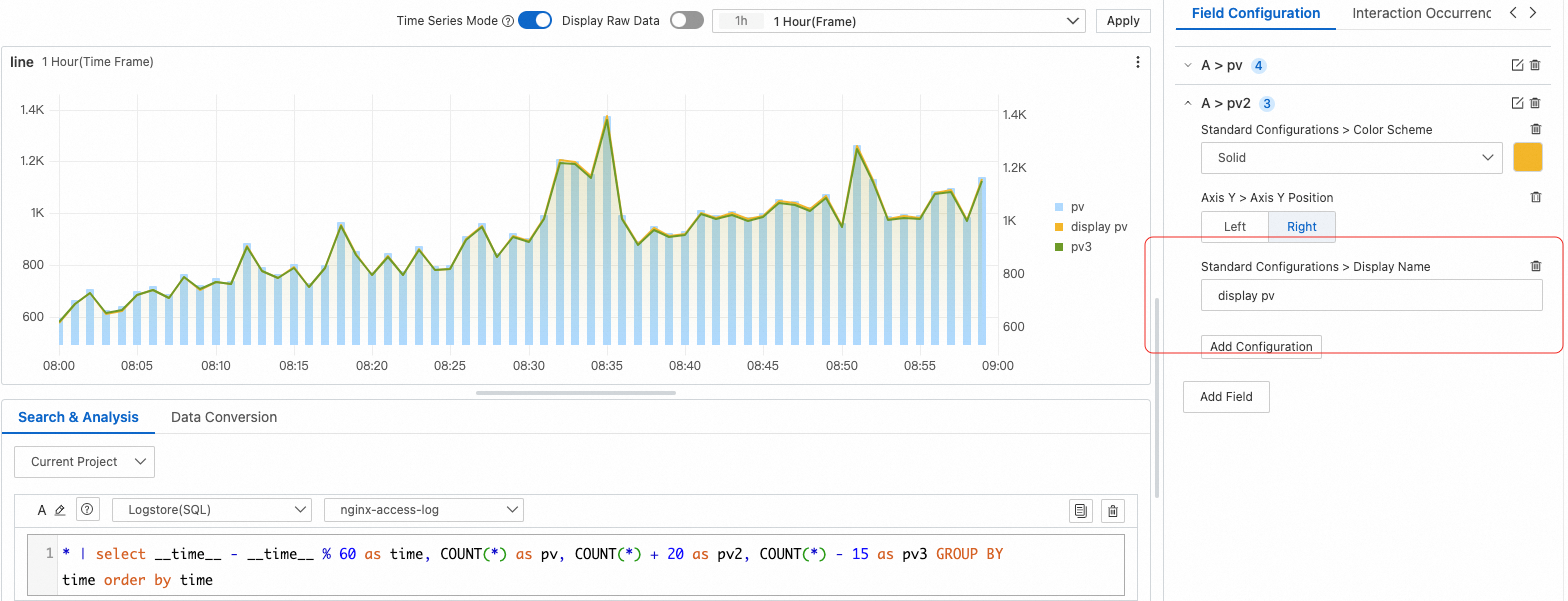 Time Series Mode ? Display Raw Data 1h 1 Hour(Frame) Apply
line 1 Hour(Time Frame)
1.4K
1.2K
1K
800
600
1.4K
1.2K
1K
800
600
08:00 08:05 08:10 08:15 08:20 08:25 08:30 08:35 08:40 08:45 08:50 08:55 09:00
pv
display pv
pv3
Search & Analysis Data Conversion
Current Project
A ? Logstore(SQL) nginx-access-log
1 * | select __time__ - __time__ % 60 as time, COUNT(*) as pv, COUNT(*) + 20 as pv2, COUNT(*) - 15 as pv3 GROUP BY
time order by time
Field Configuration Interaction Occurrenc
A > pv 4
A > pv2 3
Standard Configurations > Color Scheme
Solid
Axis Y > Axis Y Position
Left Right
Standard Configurations > Display Name
display pv
Add Configuration
Add Field